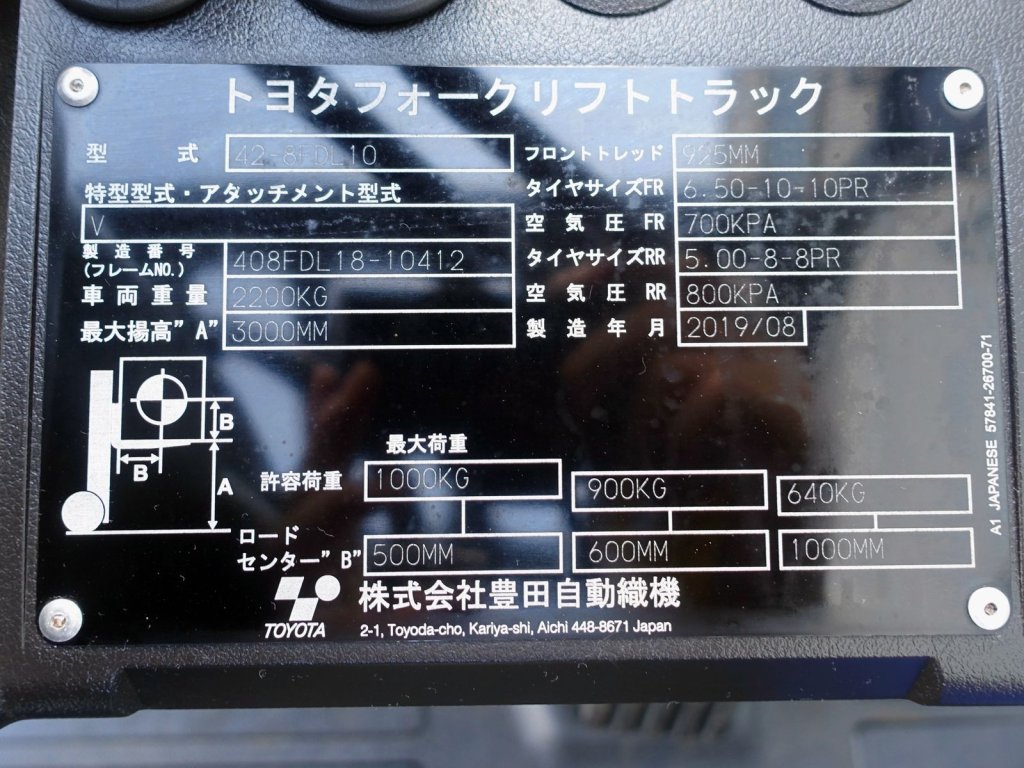 トヨタフォークリフトトラック
型 式 42-8FDL10
特型型式・アタッチメント型式
V
製造番号 (フレームNO.) 408FDL18-10412
車両重量 2200KG
最大揚高"A" 3000MM
フロントトレッド 925MM
タイヤサイズFR 6.50-10-10PR
空気圧 FR 700KPA
タイヤサイズRR 5.00-8-8PR
空気圧 RR 800KPA
製造年月 2019/08
A1 JAPANESE 57841-26700-71
B
B
A
最大荷重
許容荷重 1000KG 900KG 640KG
ロードセンター"B" 500MM 600MM 1000MM
TOYOTA
株式会社豊田自動織機
2-1, Toyoda-cho, Kariya-shi, Aichi 448-8671 Japan